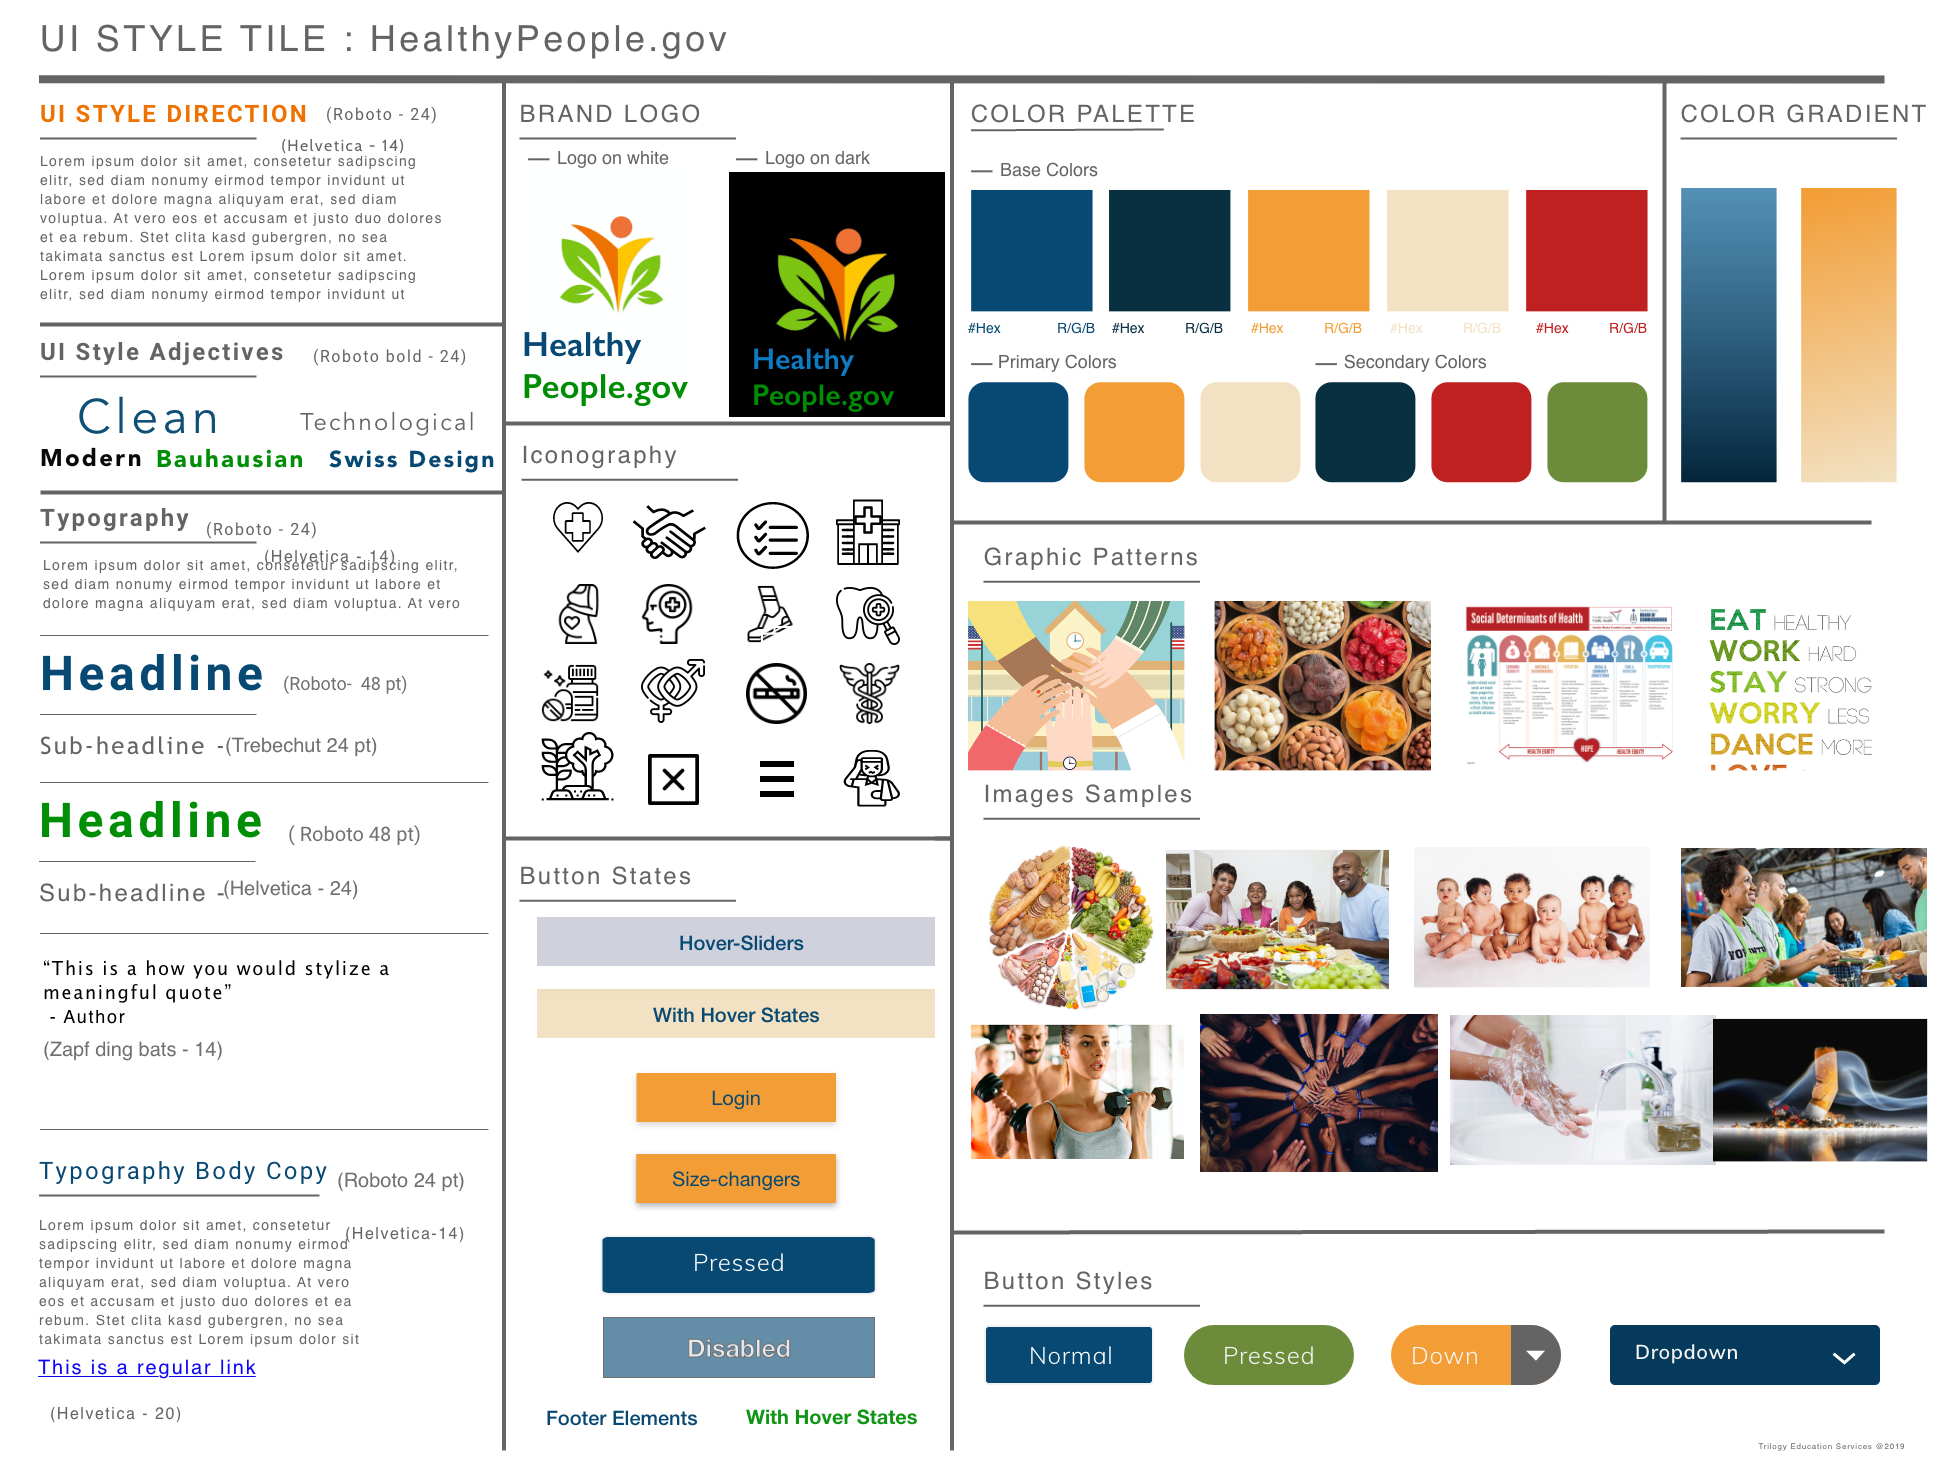 UI STYLE TILE : HealthyPeople.gov
UI STYLE DIRECTION (Roboto - 24)
(Helvetica - 14)
Lorem ipsum dolor sit amet, consetetur sadipscing
elitr, sed diam nonumy eirmod tempor invidunt ut
labore et dolore magna aliquyam erat, sed diam
voluptua. At vero eos et accusam et justo duo dolores
et ea rebum. Stet clita kasd gubergren, no sea
takimata sanctus est Lorem ipsum dolor sit amet.
Lorem ipsum dolor sit amet, consetetur sadipscing
elitr, sed diam nonumy eirmod tempor invidunt ut
UI Style Adjectives (Roboto bold - 24)
Clean Technological
Modern Bauhausian Swiss Design
Typography (Roboto - 24)
(Helvetica - 14)
Lorem ipsum dolor sit amet, consetetur sadipscing elitr,
sed diam nonumy eirmod tempor invidunt ut labore et
dolore magna aliquyam erat, sed diam voluptua. At vero
Headline (Roboto- 48 pt)
Sub-headline -(Trebechut 24 pt)
Headline ( Roboto 48 pt)
Sub-headline -(Helvetica - 24)
“This is a how you would stylize a
meaningful quote”
- Author
(Zapf ding bats - 14)
Typography Body Copy (Roboto 24 pt)
(Helvetica-14)
Lorem ipsum dolor sit amet, consetetur
sadipscing elitr, sed diam nonumy eirmod
tempor invidunt ut labore et dolore magna
aliquyam erat, sed diam voluptua. At vero
eos et accusam et justo duo dolores et ea
rebum. Stet clita kasd gubergren, no sea
takimata sanctus est Lorem ipsum dolor sit
This is a regular link
(Helvetica - 20)
BRAND LOGO
— Logo on white — Logo on dark
Healthy
People.gov
Healthy
People.gov
Iconography
Button States
Hover-Sliders
With Hover States
Login
Size-changers
Pressed
Disabled
Footer Elements With Hover States
COLOR PALETTE
— Base Colors
#Hex R/G/B #Hex R/G/B #Hex R/G/B #Hex R/G/B #Hex R/G/B
— Primary Colors — Secondary Colors
COLOR GRADIENT
Graphic Patterns
Social Determinants of Health
HEALTH EQUITY HOPE HEALTH EQUITY
EAT HEALTHY
WORK HARD
STAY STRONG
WORRY LESS
DANCE MORE
LOVE
Images Samples
Button Styles
Normal Pressed Down Dropdown
Trilogy Education Services @2019